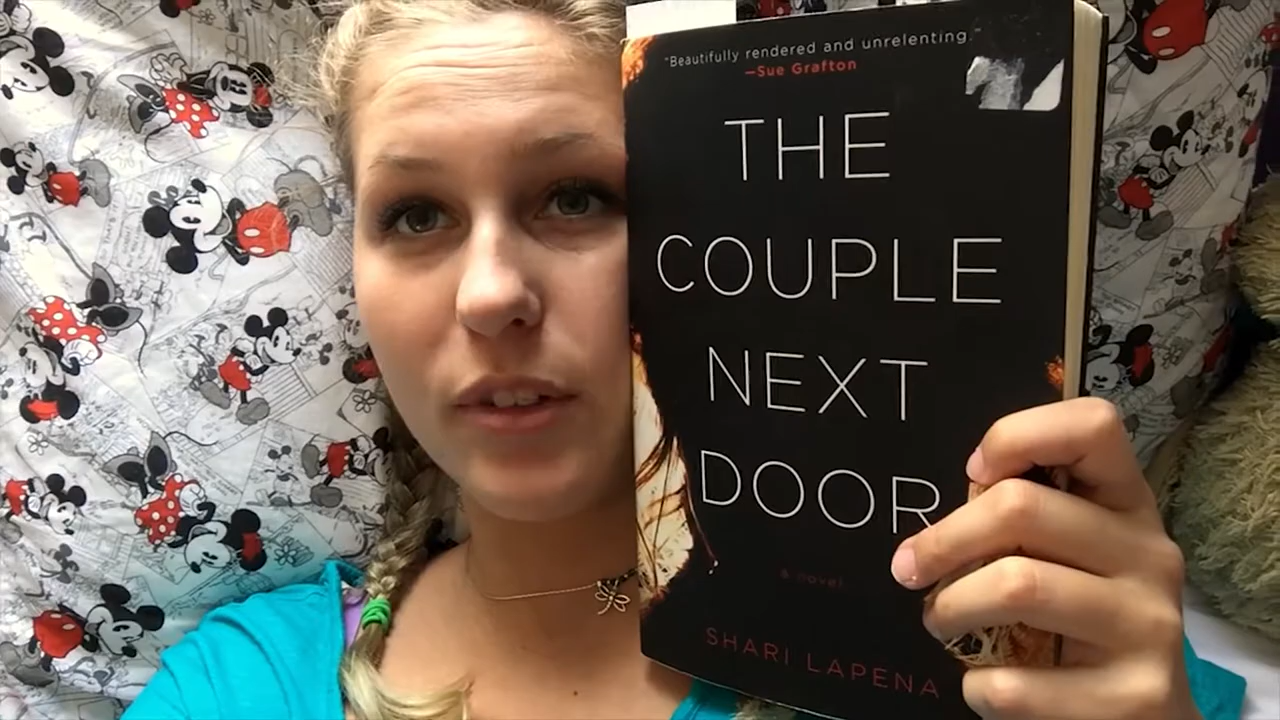 "Beautifully rendered and unrelenting."
—Sue Grafton
THE
COUPLE
NEXT
DOOR
a novel
SHARI LAPENA